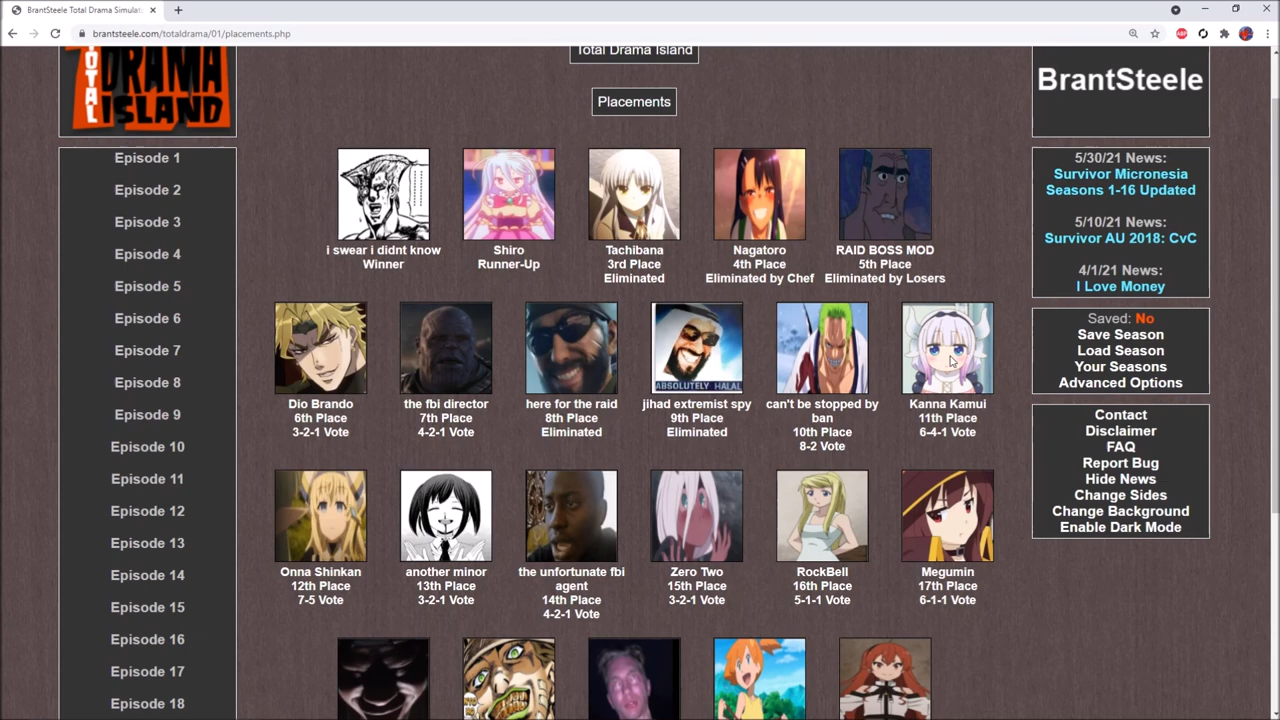 BrantSteele Total Drama Simulat
brantsteele.com/totaldrama/01/placements.php
ABP
TOTAL
DRAMA
ISLAND
Total Drama Island
Placements
BrantSteele
Episode 1
Episode 2
Episode 3
Episode 4
Episode 5
Episode 6
Episode 7
Episode 8
Episode 9
Episode 10
Episode 11
Episode 12
Episode 13
Episode 14
Episode 15
Episode 16
Episode 17
Episode 18
i swear i didnt know
Winner
Shiro
Runner-Up
Tachibana
3rd Place
Eliminated
Nagatoro
4th Place
Eliminated by Chef
RAID BOSS MOD
5th Place
Eliminated by Losers
Dio Brando
6th Place
3-2-1 Vote
the fbi director
7th Place
4-2-1 Vote
here for the raid
8th Place
Eliminated
ABSOLUTELY HALAL
jihad extremist spy
9th Place
Eliminated
can't be stopped by
ban
10th Place
8-2 Vote
Kanna Kamui
11th Place
6-4-1 Vote
Onna Shinkan
12th Place
7-5 Vote
another minor
13th Place
3-2-1 Vote
the unfortunate fbi
agent
14th Place
4-2-1 Vote
Zero Two
15th Place
3-2-1 Vote
RockBell
16th Place
5-1-1 Vote
Megumin
17th Place
6-1-1 Vote
5/30/21 News:
Survivor Micronesia
Seasons 1-16 Updated
5/10/21 News:
Survivor AU 2018: CvC
4/1/21 News:
I Love Money
Saved: No
Save Season
Load Season
Your Seasons
Advanced Options
Contact
Disclaimer
FAQ
Report Bug
Hide News
Change Sides
Change Background
Enable Dark Mode